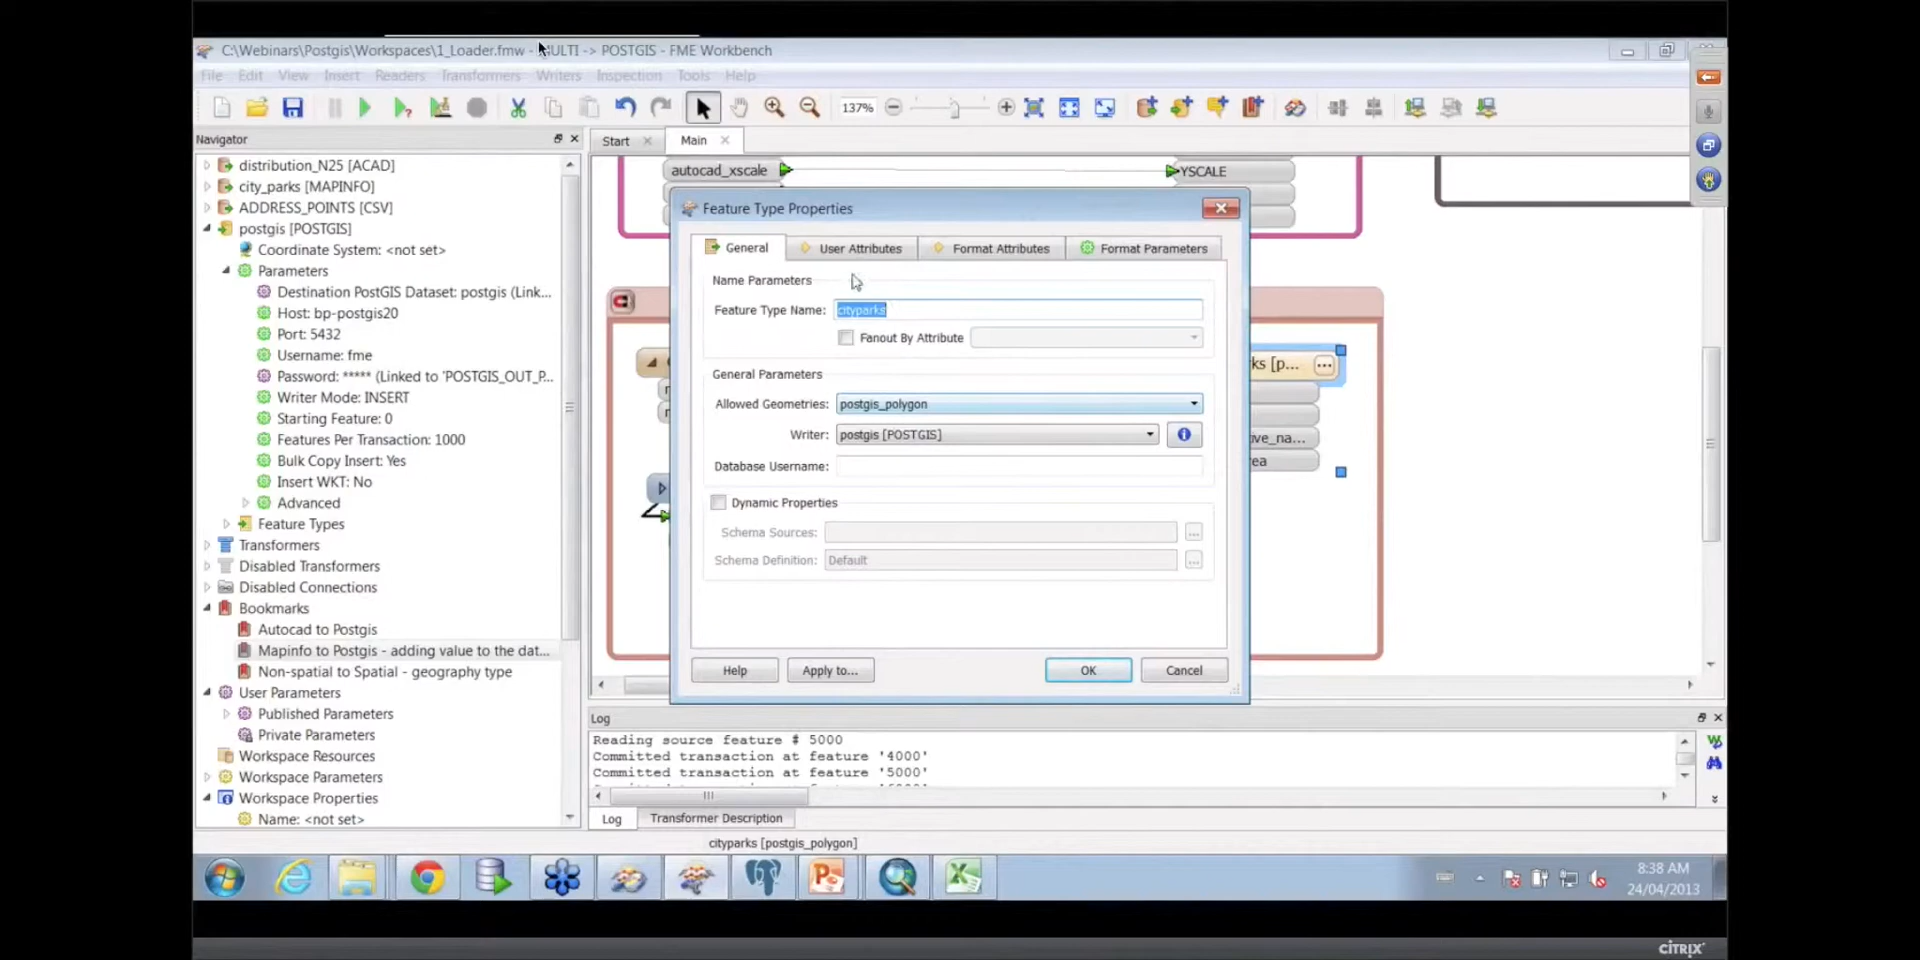 C:\Webinars\Postgis\Workspaces\1_Loader.fmw - MULTI -> POSTGIS - FME Workbench
File Edit View Insert Readers Transformers Writers Inspection Tools Help
137%
Navigator
Start
Main
distribution_N25 [ACAD]
city_parks [MAPINFO]
ADDRESS_POINTS [CSV]
postgis [POSTGIS]
Coordinate System: <not set>
Parameters
Destination PostGIS Dataset: postgis (Link...
Host: bp-postgis20
Port: 5432
Username: fme
Password: ***** (Linked to 'POSTGIS_OUT_P...
Writer Mode: INSERT
Starting Feature: 0
Features Per Transaction: 1000
Bulk Copy Insert: Yes
Insert WKT: No
Advanced
Feature Types
Transformers
Disabled Transformers
Disabled Connections
Bookmarks
Autocad to Postgis
Mapinfo to Postgis - adding value to the dat...
Non-spatial to Spatial - geography type
User Parameters
Published Parameters
Private Parameters
Workspace Resources
Workspace Parameters
Workspace Properties
Name: <not set>
autocad_xscale
YSCALE
Feature Type Properties
General
User Attributes
Format Attributes
Format Parameters
Name Parameters
Feature Type Name: cityparks
Fanout By Attribute
General Parameters
Allowed Geometries: postgis_polygon
Writer: postgis [POSTGIS]
Database Username:
Dynamic Properties
Schema Sources:
Schema Definition: Default
Help
Apply to...
OK
Cancel
ks [p...
ive_na...
ea
Log
Reading source feature # 5000
Committed transaction at feature '4000'
Committed transaction at feature '5000'
Log
Transformer Description
cityparks [postgis_polygon]
8:38 AM
24/04/2013
CITRIX